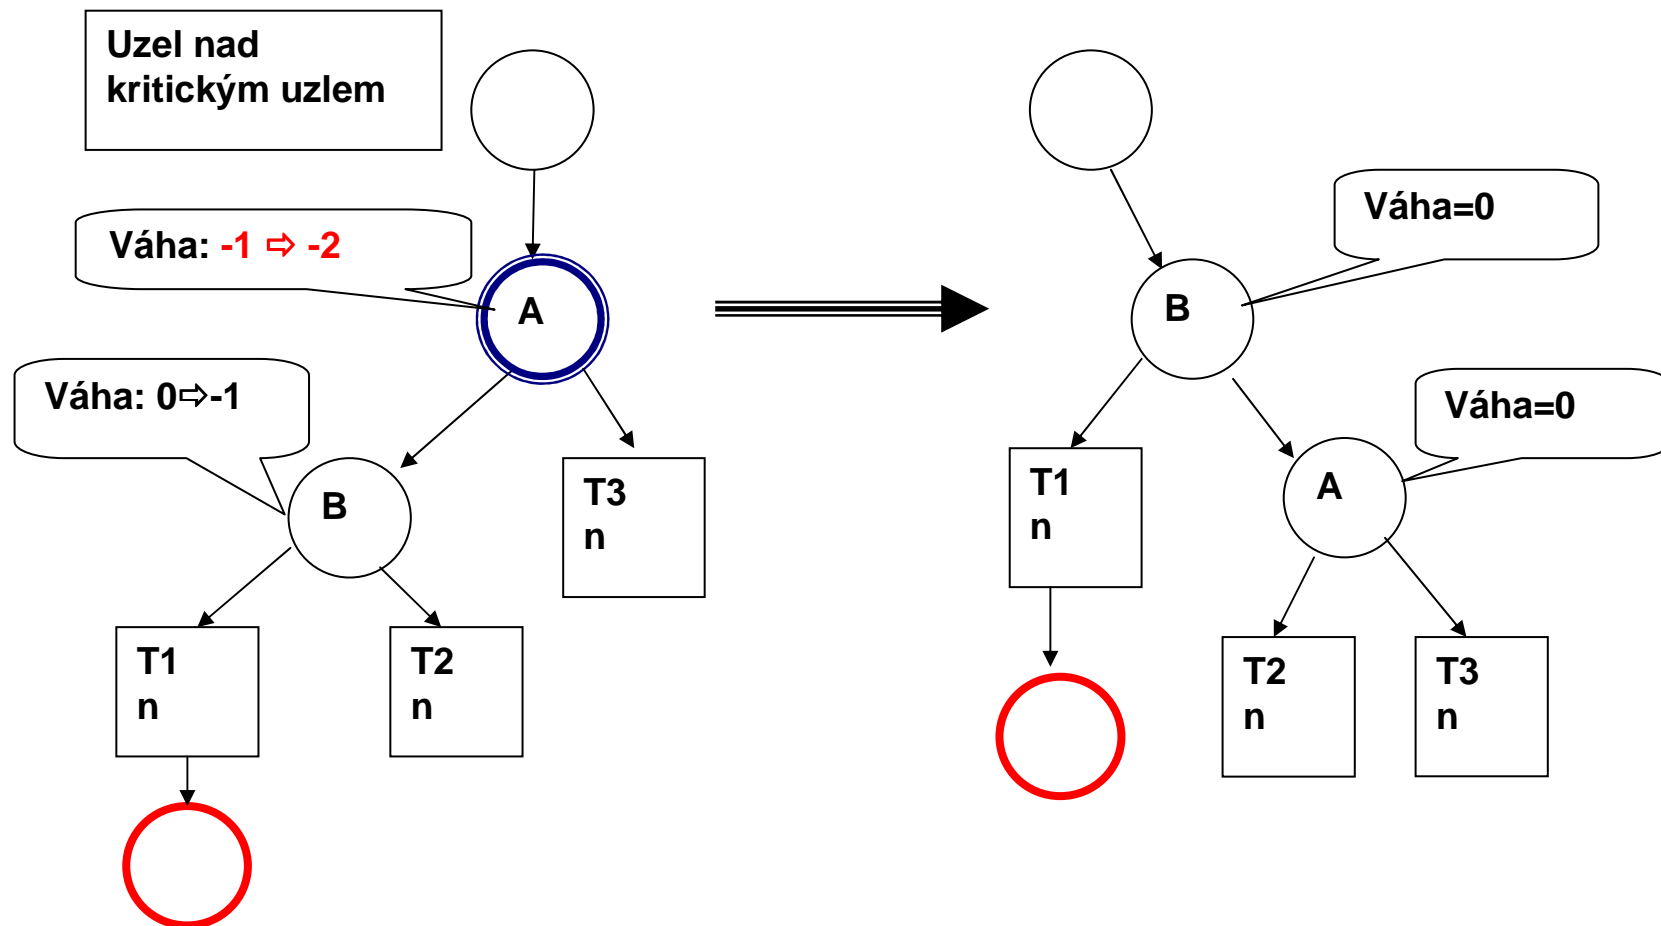 Uzel nad
kritickým uzlem
Váha: -1 ⇨ -2
A
Váha: 0⇨-1
B
T3
n
T1
n
T2
n
Váha=0
B
Váha=0
T1
n
A
T2
n
T3
n